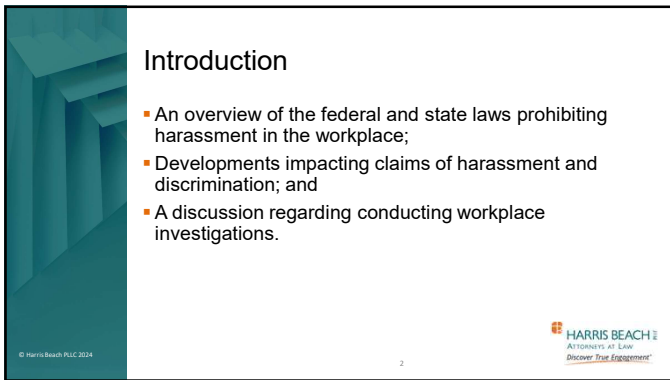 Introduction
▪ An overview of the federal and state laws prohibiting
harassment in the workplace;
▪ Developments impacting claims of harassment and
discrimination; and
▪ A discussion regarding conducting workplace
investigations.
© Harris Beach PLLC 2024
2
HARRIS BEACH PLLC
ATTORNEYS AT LAW
Discover True Engagement™